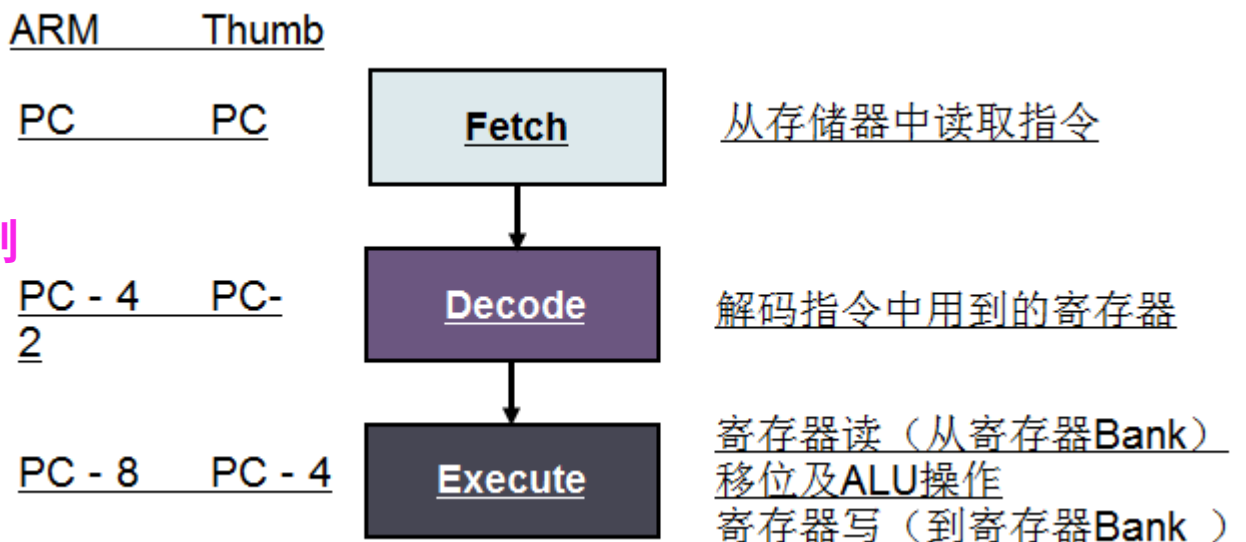 ARM Thumb
PC PC
Fetch
从存储器中读取指令
PC - 4 PC-
2
Decode
解码指令中用到的寄存器
PC - 8 PC - 4
Execute
寄存器读（从寄存器Bank）
移位及ALU操作
寄存器写（到寄存器Bank ）